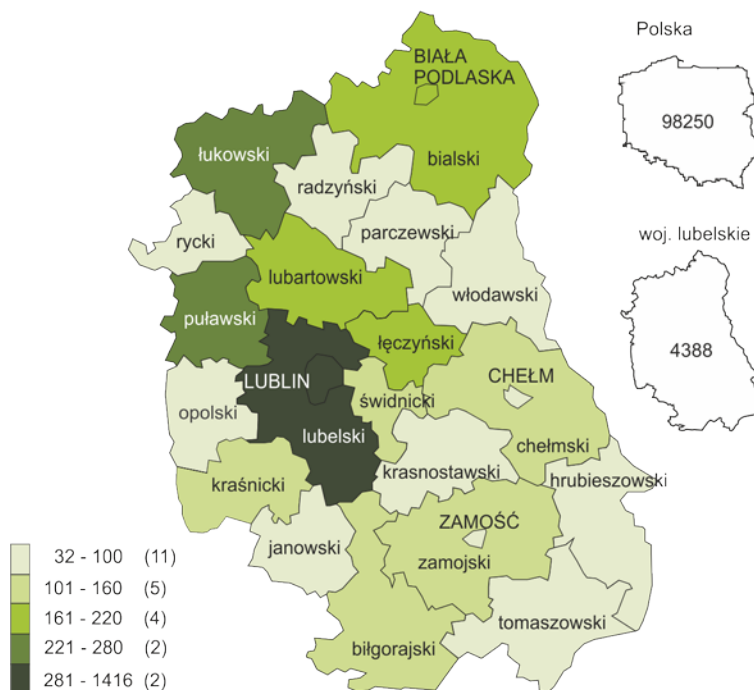 Polska
98250
woj. lubelskie
4388
BIAŁA
PODLASKA
bialski
łukowski
radzyński
rycki
parczewski
lubartowski
włodawski
puławski
łęczyński
LUBLIN
CHEŁM
świdnicki
opolski
lubelski
chełmski
krasnostawski
hrubieszowski
kraśnicki
ZAMOŚĆ
janowski
zamojski
tomaszowski
biłgorajski
32 - 100 (11)
101 - 160 (5)
161 - 220 (4)
221 - 280 (2)
281 - 1416 (2)